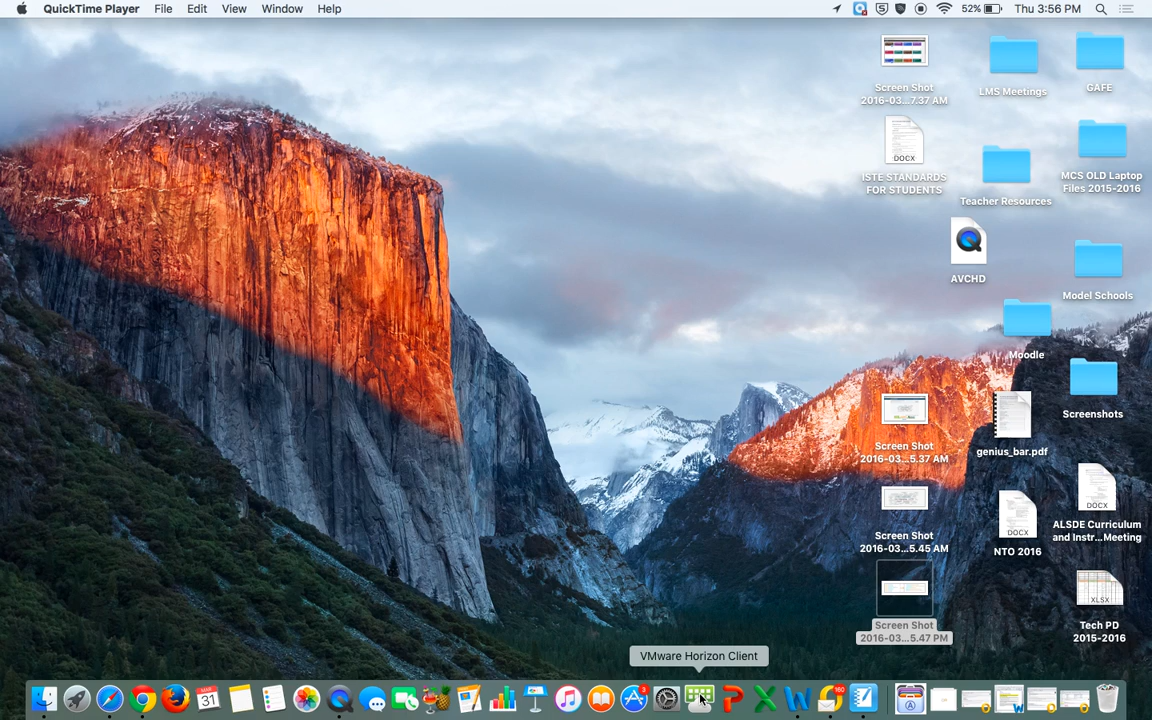 QuickTime Player File Edit View Window Help 52% Thu 3:56 PM
Screen Shot
2016-03...7.37 AM
LMS Meetings
GAFE
DOCX
ISTE STANDARDS
FOR STUDENTS
Teacher Resources
MCS OLD Laptop
Files 2015-2016
AVCHD
Model Schools
Moodle
Screenshots
Screen Shot
2016-03...5.37 AM
genius_bar.pdf
Screen Shot
2016-03...5.45 AM
DOCX
NTO 2016
DOCX
ALSDE Curriculum
and Instr...Meeting
Screen Shot
2016-03...5.47 PM
XLSX
Tech PD
2015-2016
VMware Horizon Client
MAR
31
3
160